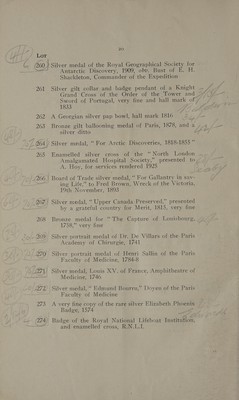 20
Lot
260 Silver medal of the Royal Geographical Society for
Antarctic Discovery, 1909, obv. Bust of E. H.
Shackleton, Commander of the Expedition
261 Silver gilt collar and badge pendant of a Knight
Grand Cross of the Order of the Tower and
Sword of Portugal, very fine and hall mark of
1833
262 A Georgian silver pap bowl, hall mark 1816
263 Bronze gilt ballooning medal of Paris, 1878, and a
silver ditto
264 Silver medal, "For Arctic Discoveries, 1818-1855"
265 Enamelled silver cross of the "North London
Amalgamated Hospital Society," presented to
A. Hoy, for services rendered 1925
266 Board of Trade silver medal, "For Gallantry in sav-
ing Life," to Fred Brown, Wreck of the Victoria,
19th November, 1893
267 Silver medal, "Upper Canada Preserved," presented
by a grateful country for Merit, 1813, very fine
268 Bronze medal for "The Capture of Louisbourg,
1758," very fine
269 Silver portrait medal of Dr. De Villars of the Paris
Academy of Chirurgie, 1741
270 Silver portrait medal of Henri Sallin of the Paris
Faculty of Medicine, 1784-8
271 Silver medal, Louis XV. of France, Amphitheatre of
Medicine, 1746
272 Silver medal, "Edmund Bourru," Doyen of the Paris
Faculty of Medicine
273 A very fine copy of the rare silver Elizabeth Phoenix
Badge, 1574
274 Badge of the Royal National Lifeboat Institution,
and enamelled cross, R.N.L.I.